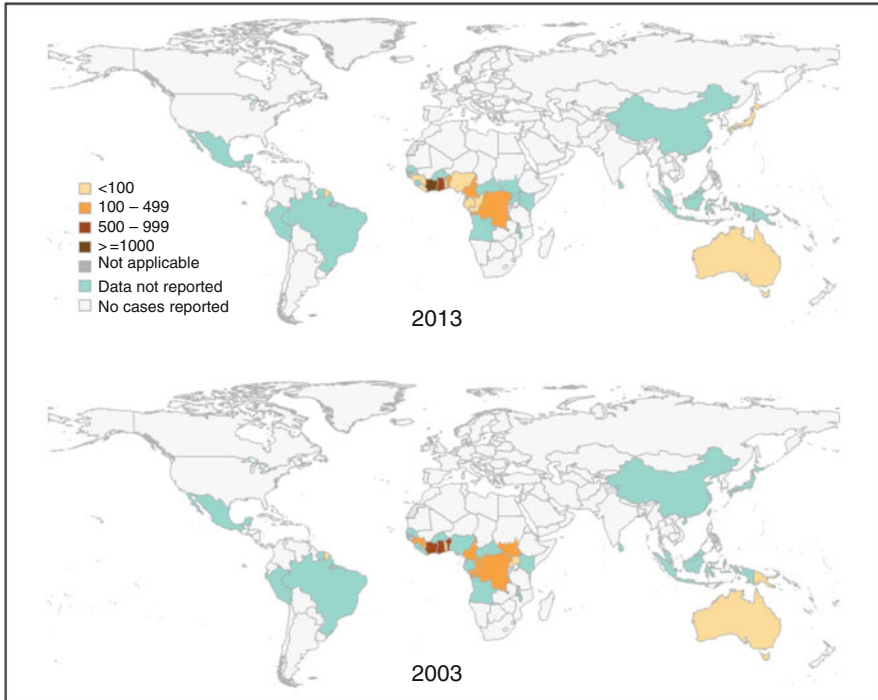 <100
100 – 499
500 – 999
>=1000
Not applicable
Data not reported
No cases reported
2013
2003